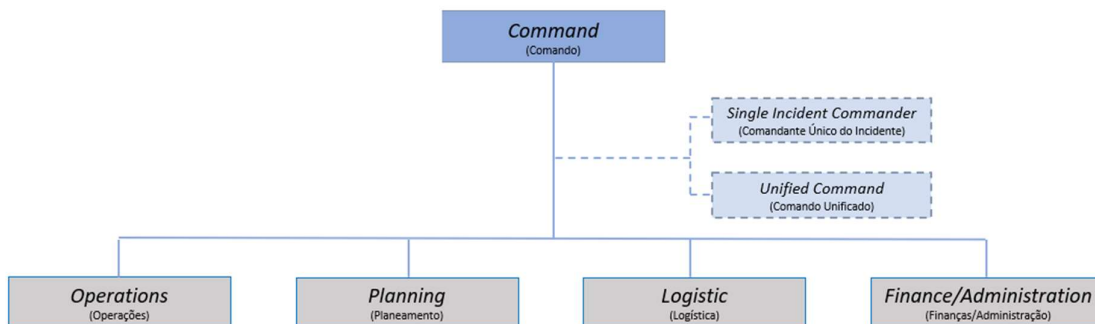 Command
(Comando)
Single Incident Commander
(Comandante Único do Incidente)
Unified Command
(Comando Unificado)
Operations
(Operações)
Planning
(Planeamento)
Logistic
(Logística)
Finance/Administration
(Finanças/Administração)